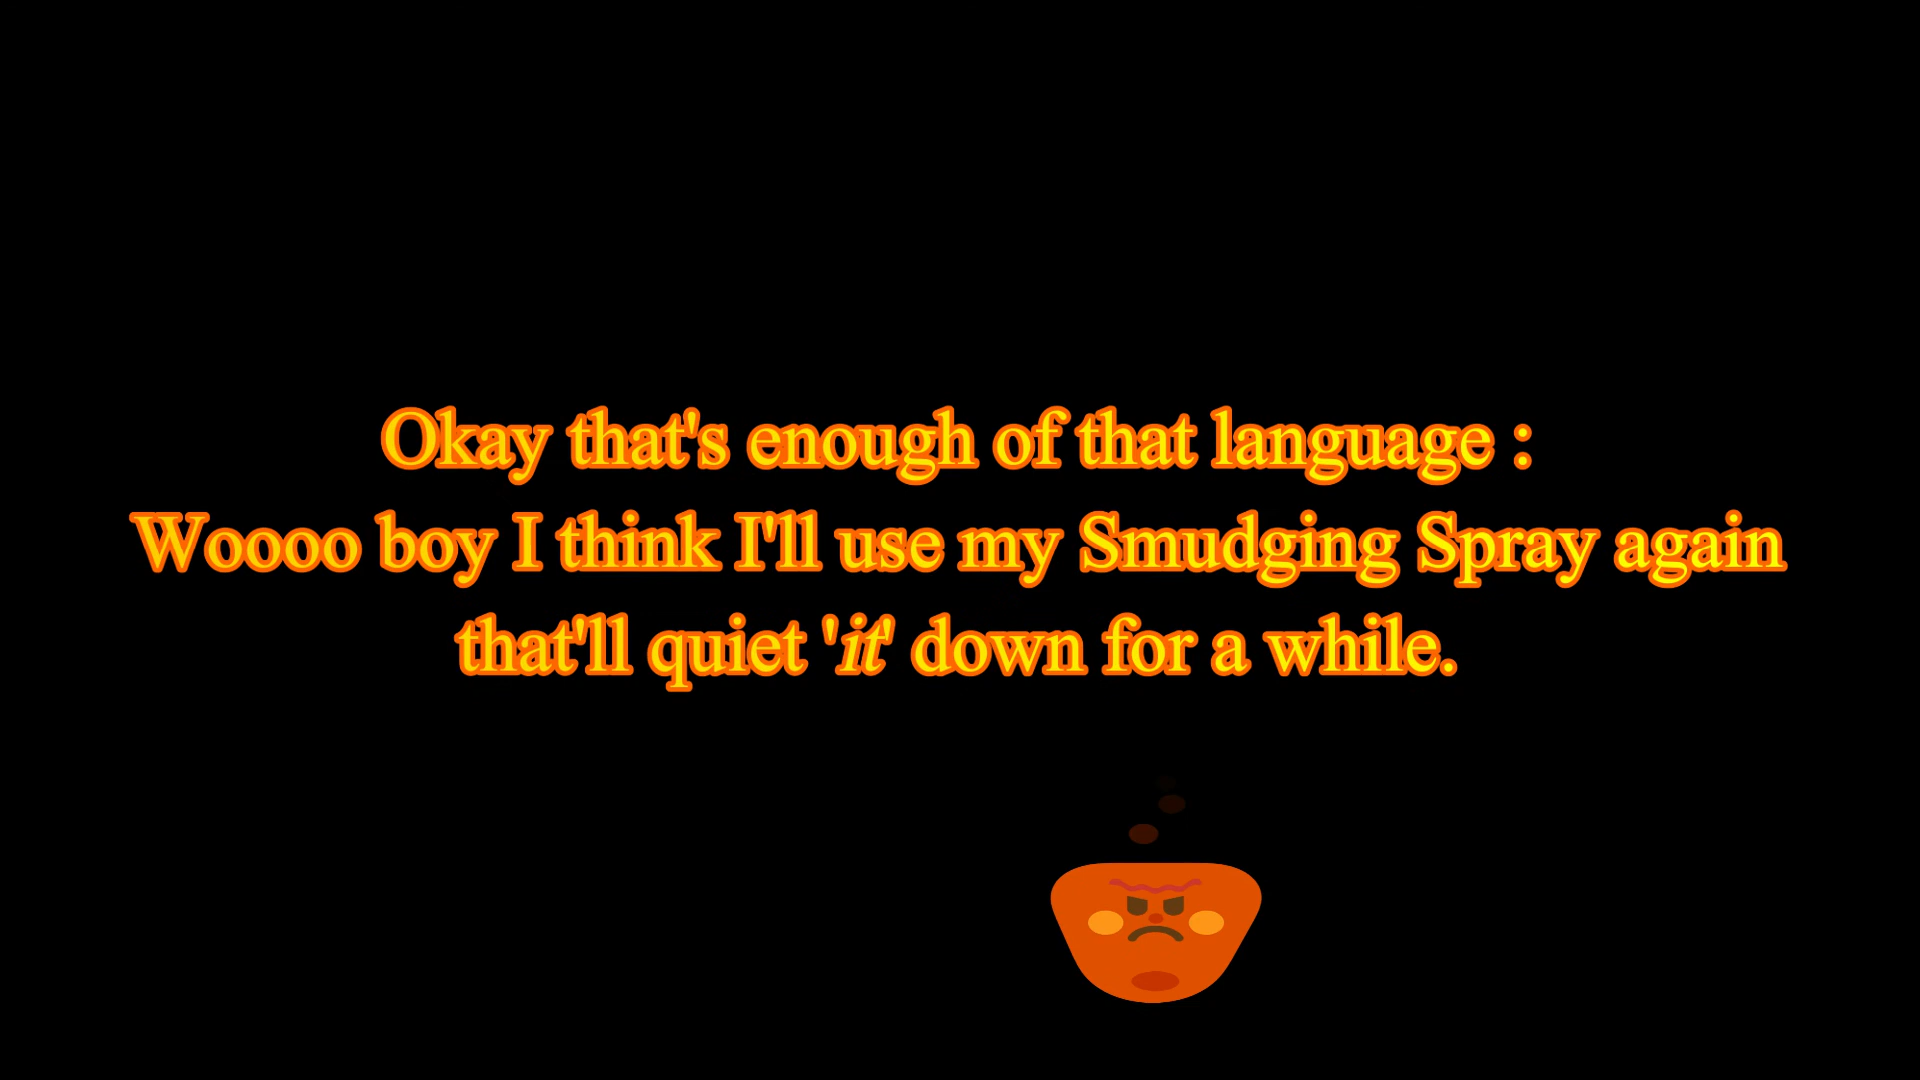 Okay that's enough of that language :
Woooo boy I think I'll use my Smudging Spray again
that'll quiet 'it' down for a while.